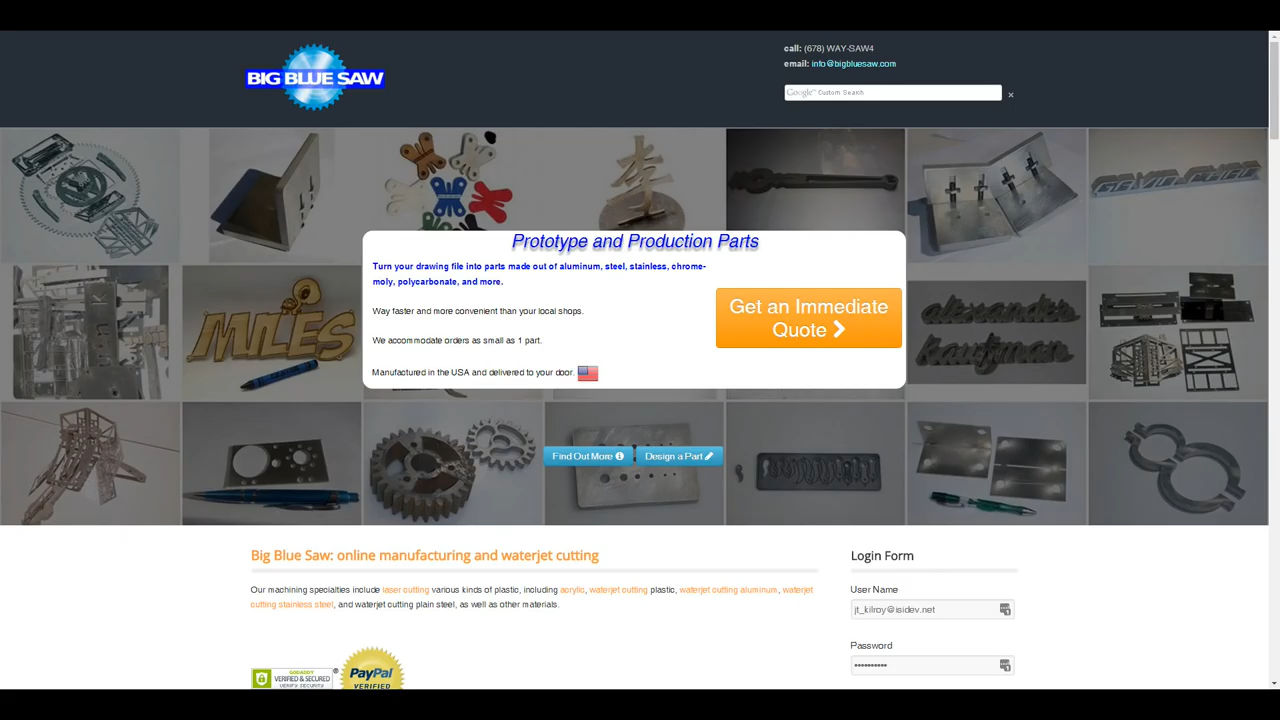 BIG BLUE SAW
call: (678) WAY-SAW4
email: info@bigbluesaw.com
Google™ Custom Search
×
李
GEVID CHCE
Prototype and Production Parts
Turn your drawing file into parts made out of aluminum, steel, stainless, chrome-
moly, polycarbonate, and more.
Way faster and more convenient than your local shops.
We accommodate orders as small as 1 part.
Manufactured in the USA and delivered to your door.
Get an Immediate
Quote
MILES
alexander
kaufman
Find Out More
Design a Part
Big Blue Saw: online manufacturing and waterjet cutting
Our machining specialties include laser cutting various kinds of plastic, including acrylic, waterjet cutting plastic, waterjet cutting aluminum, waterjet
cutting stainless steel, and waterjet cutting plain steel, as well as other materials.
GODADDY
VERIFIED & SECURED
VERIFY SECURITY
®
PayPal
VERIFIED
Login Form
User Name
jt_kilroy@isidev.net
Password
••••••••••